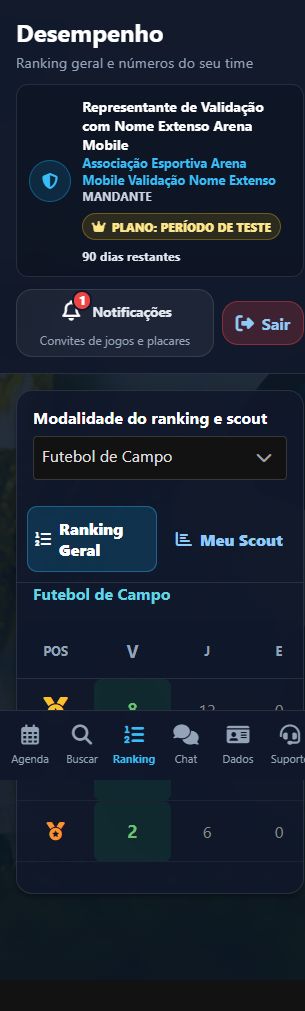 Desempenho
Ranking geral e números do seu time
Representante de Validação
com Nome Extenso Arena
Mobile
Associação Esportiva Arena
Mobile Validação Nome Extenso
MANDANTE
PLANO: PERÍODO DE TESTE
90 dias restantes
1
Notificações
Convites de jogos e placares
Sair
Modalidade do ranking e scout
Futebol de Campo
Ranking
Geral
Meu Scout
Futebol de Campo
POS V J E
8 12 0
Agenda Buscar Ranking Chat Dados Suporte
2 6 0